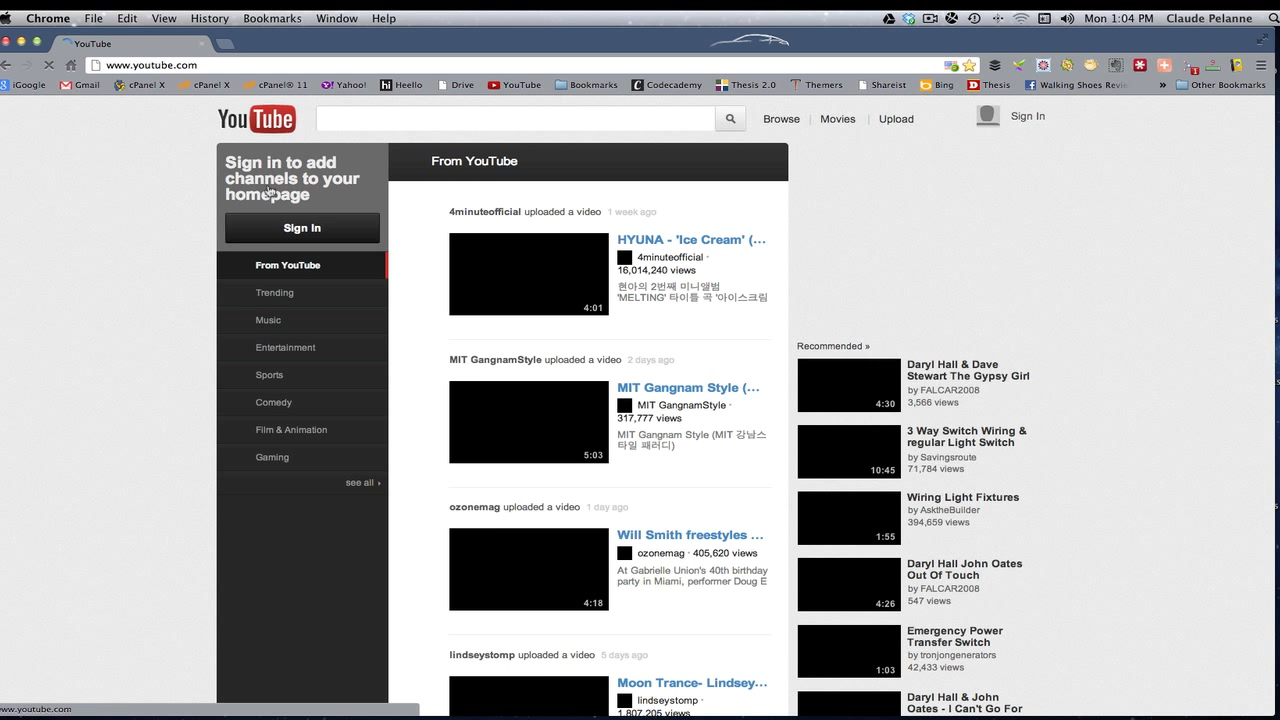 Chrome File Edit View History Bookmarks Window Help Mon 1:04 PM Claude Pelanne
YouTube
www.youtube.com
iGoogle Gmail cPanel X cPanel X cPanel® 11 Yahoo! Heello Drive YouTube Bookmarks Codecademy Thesis 2.0 Themers Shareist Bing Thesis Walking Shoes Revi » Other Bookmarks
YouTube Browse Movies Upload Sign In
Sign in to add
channels to your
homepage
Sign In
From YouTube
Trending
Music
Entertainment
Sports
Comedy
Film & Animation
Gaming
see all
From YouTube
4minuteofficial uploaded a video 1 week ago
HYUNA - 'Ice Cream' (...
4minuteofficial ·
16,014,240 views
현아의 2번째 미니앨범
'MELTING' 타이틀 곡 '아이스크림
4:01
MIT GangnamStyle uploaded a video 2 days ago
MIT Gangnam Style (...
MIT GangnamStyle ·
317,777 views
MIT Gangnam Style (MIT 강남스
타일 패러디)
5:03
ozonemag uploaded a video 1 day ago
Will Smith freestyles ...
ozonemag · 405,620 views
At Gabrielle Union's 40th birthday
party in Miami, performer Doug E
4:18
lindseystomp uploaded a video 5 days ago
Moon Trance- Lindsey...
lindseystomp ·
1,807,205 views
Recommended »
Daryl Hall & Dave
Stewart The Gypsy Girl
by FALCAR2008
3,566 views
4:30
3 Way Switch Wiring &
regular Light Switch
by Savingsroute
71,784 views
10:45
Wiring Light Fixtures
by AsktheBuilder
394,659 views
1:55
Daryl Hall John Oates
Out Of Touch
by FALCAR2008
547 views
4:26
Emergency Power
Transfer Switch
by tronjongenerators
42,433 views
1:03
Daryl Hall & John
Oates - I Can't Go For
www.youtube.com